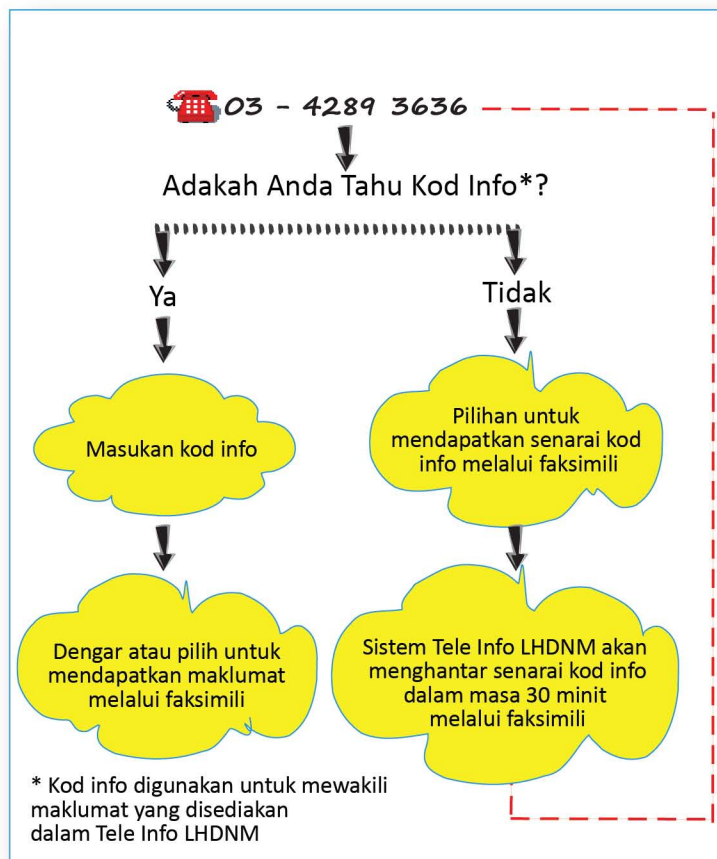 03 - 4289 3636
Adakah Anda Tahu Kod Info*?
Ya
Tidak
Masukan kod info
Pilihan untuk
mendapatkan senarai kod
info melalui faksimili
Dengar atau pilih untuk
mendapatkan maklumat
melalui faksimili
Sistem Tele Info LHDNM akan
menghantar senarai kod info
dalam masa 30 minit
melalui faksimili
* Kod info digunakan untuk mewakili
maklumat yang disediakan
dalam Tele Info LHDNM